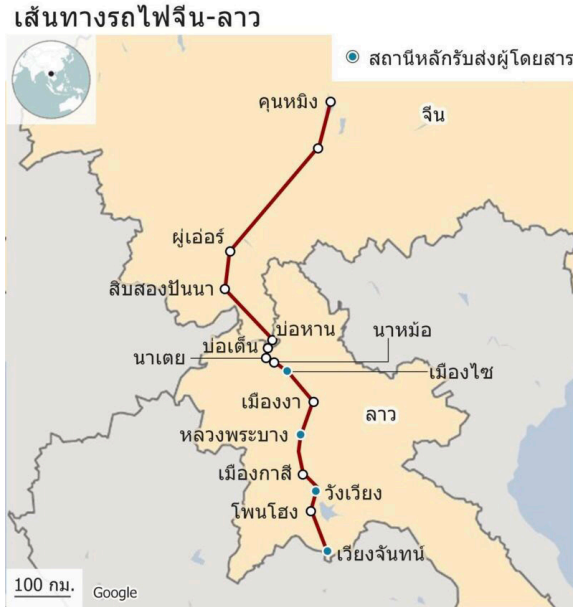 เส้นทางรถไฟจีน-ลาว
สถานีหลักรับส่งผู้โดยสาร
คุนหมิง
จีน
ผู่เอ่อร์
สิบสองปันนา
บ่อหาน
นาหม้อ
บ่อเต็น
นาเตย
เมืองไซ
เมืองงา
ลาว
หลวงพระบาง
เมืองกาสี
วังเวียง
โพนโฮง
เวียงจันทน์
100 กม.
Google